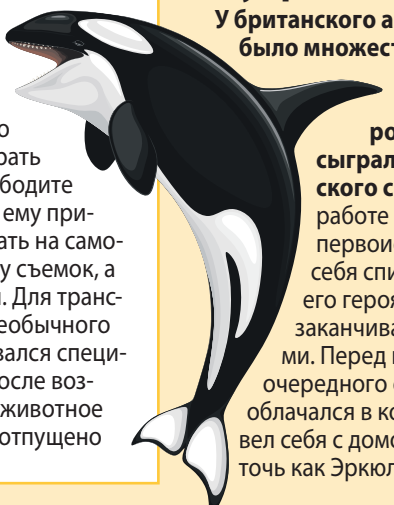 о
рать
бодите
ему при-
ать на само-
у съемок, а
. Для транс-
еобычного
вался специ-
осле воз-
животное
отпущено
У британского а
было множест
ро
сыграл
ского с
работе
первоис
себя спи
его героя
заканчива
ми. Перед
очередного
облачался в ко
вел себя с домо
точь как Эркюл